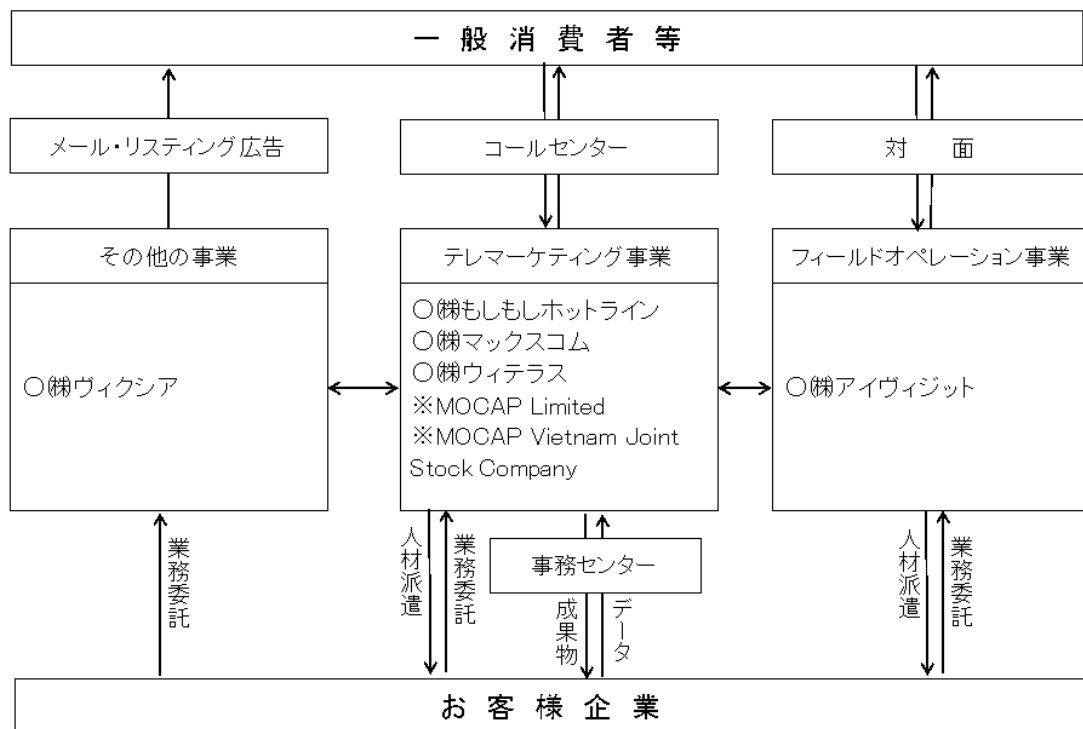 一般消費者等
メール・リスティング広告
コールセンター
対　面
その他の事業
テレマーケティング事業
フィールドオペレーション事業
○㈱ヴィクシア
○㈱もしもしホットライン
○㈱マックスコム
○㈱ウィテラス
※MOCAP Limited
※MOCAP Vietnam Joint
Stock Company
○㈱アイヴィジット
業務委託
人材派遣
業務委託
事務センター
成果物
データ
人材派遣
業務委託
お客様企業